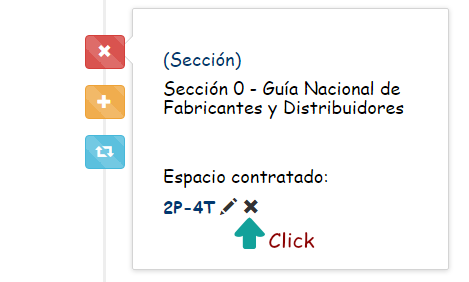 (Sección)
Sección 0 - Guía Nacional de
Fabricantes y Distribuidores
Espacio contratado:
2P-4T
Click